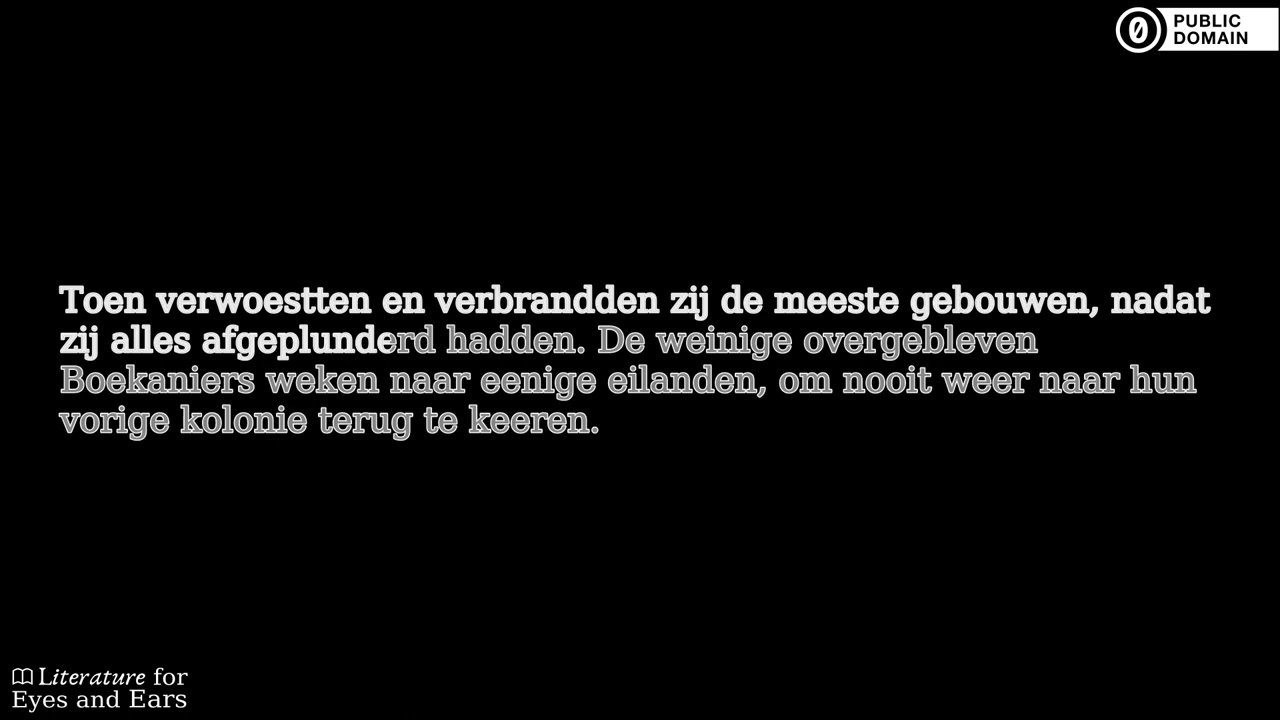 PUBLIC
DOMAIN
Toen verwoestten en verbrandden zij de meeste gebouwen, nadat
zij alles afgeplunderd hadden. De weinige overgebleven
Boekaniers weken naar eenige eilanden, om nooit weer naar hun
vorige kolonie terug te keeren.
Literature for
Eyes and Ears